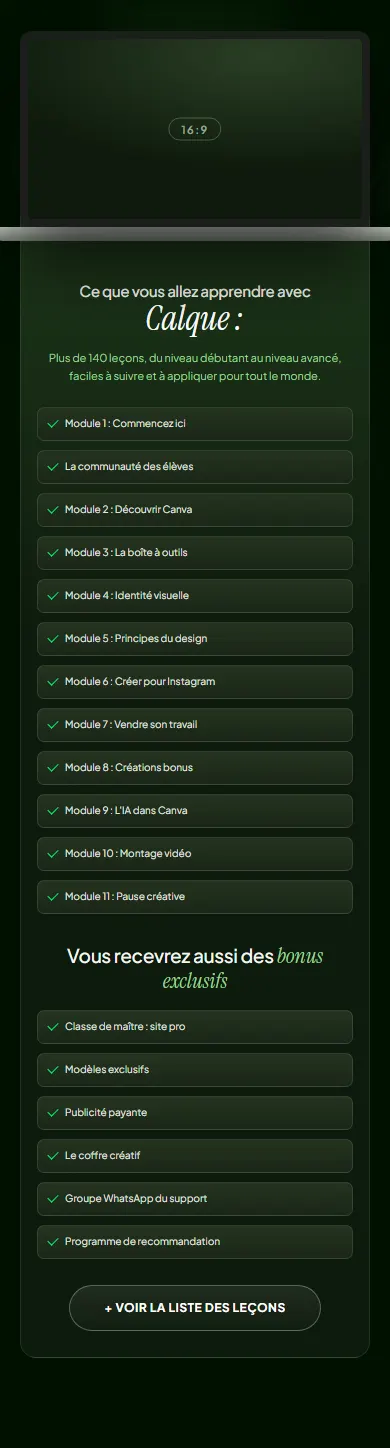 16:9
Ce que vous allez apprendre avec
Calque :
Plus de 140 leçons, du niveau débutant au niveau avancé,
faciles à suivre et à appliquer pour tout le monde.
Module 1 : Commencez ici
La communauté des élèves
Module 2 : Découvrir Canva
Module 3 : La boîte à outils
Module 4 : Identité visuelle
Module 5 : Principes du design
Module 6 : Créer pour Instagram
Module 7 : Vendre son travail
Module 8 : Créations bonus
Module 9 : L'IA dans Canva
Module 10 : Montage vidéo
Module 11 : Pause créative
Vous recevrez aussi des bonus
exclusifs
Classe de maître : site pro
Modèles exclusifs
Publicité payante
Le coffre créatif
Groupe WhatsApp du support
Programme de recommandation
+ VOIR LA LISTE DES LEÇONS